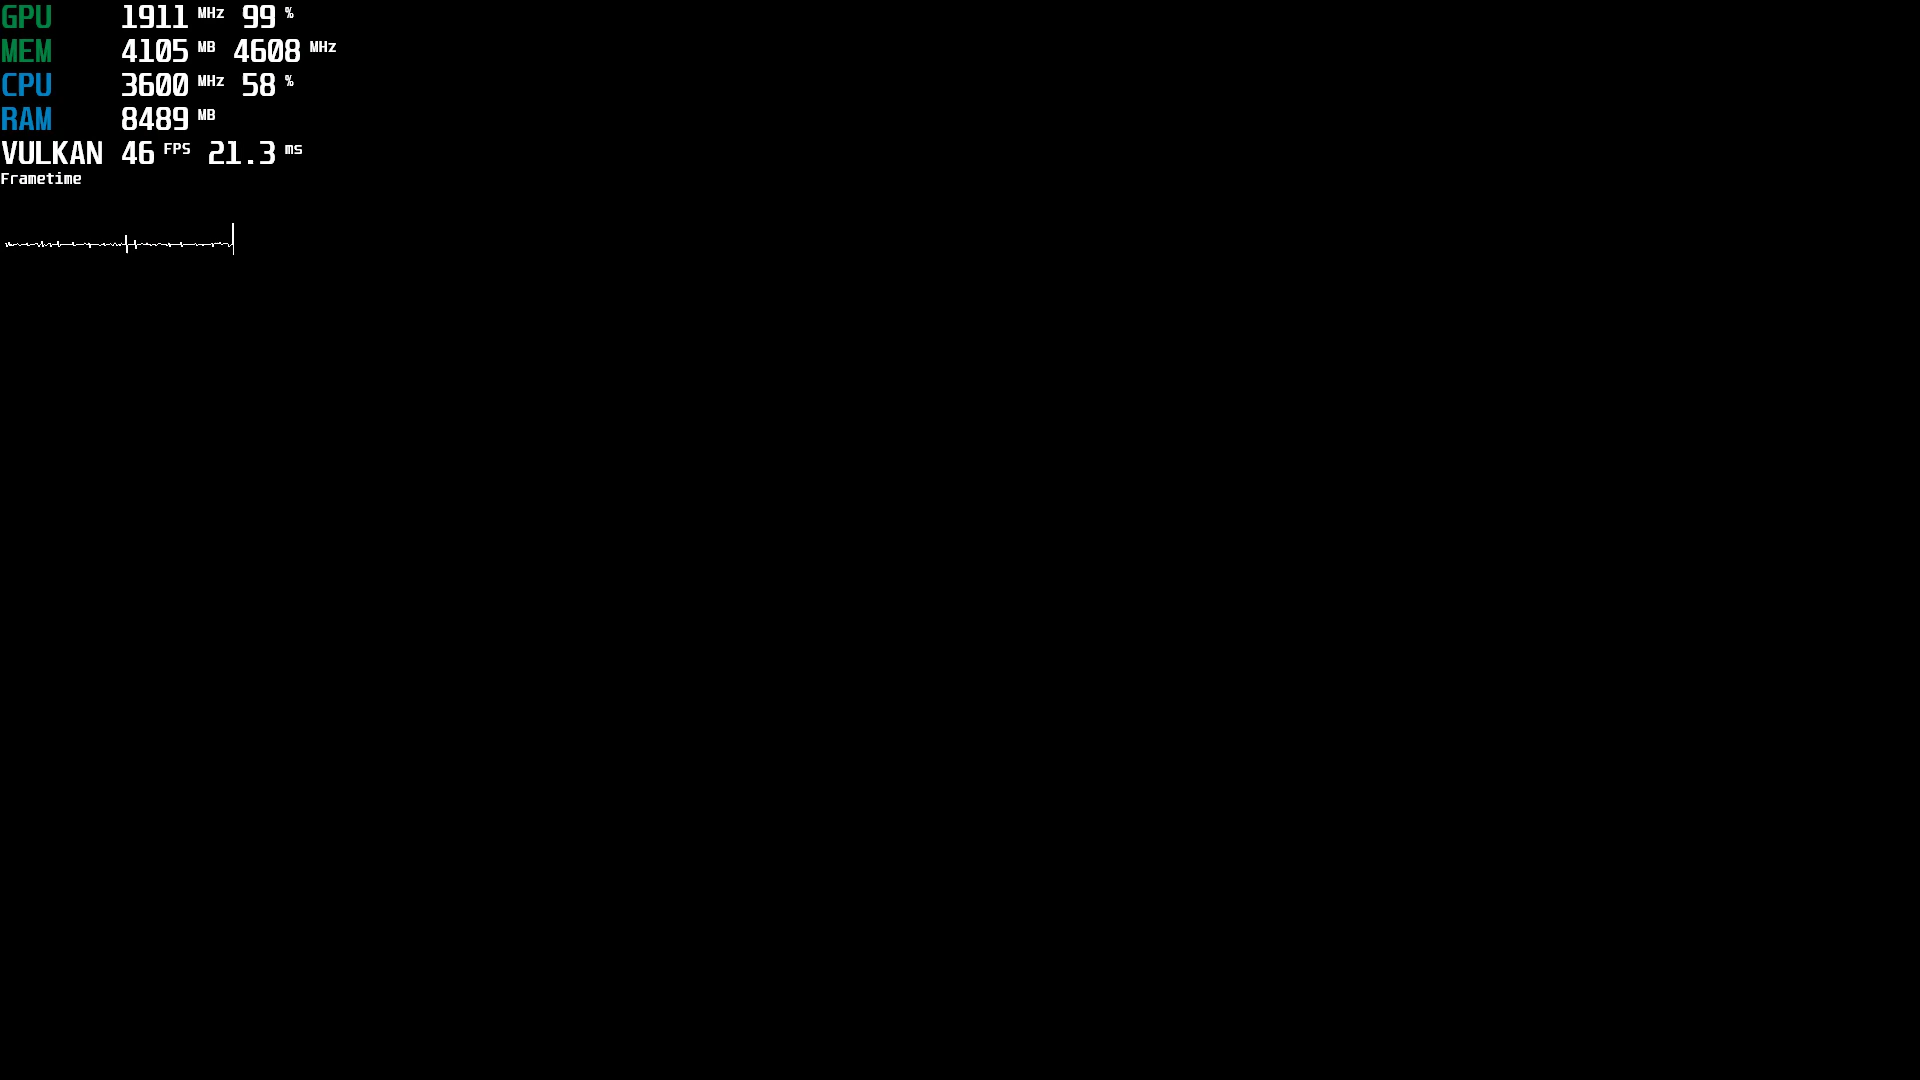 GPU 1911 MHz 99 %
MEM 4105 MB 4608 MHz
CPU 3600 MHz 58 %
RAM 8489 MB
VULKAN 46 FPS 21.3 ms
Frametime